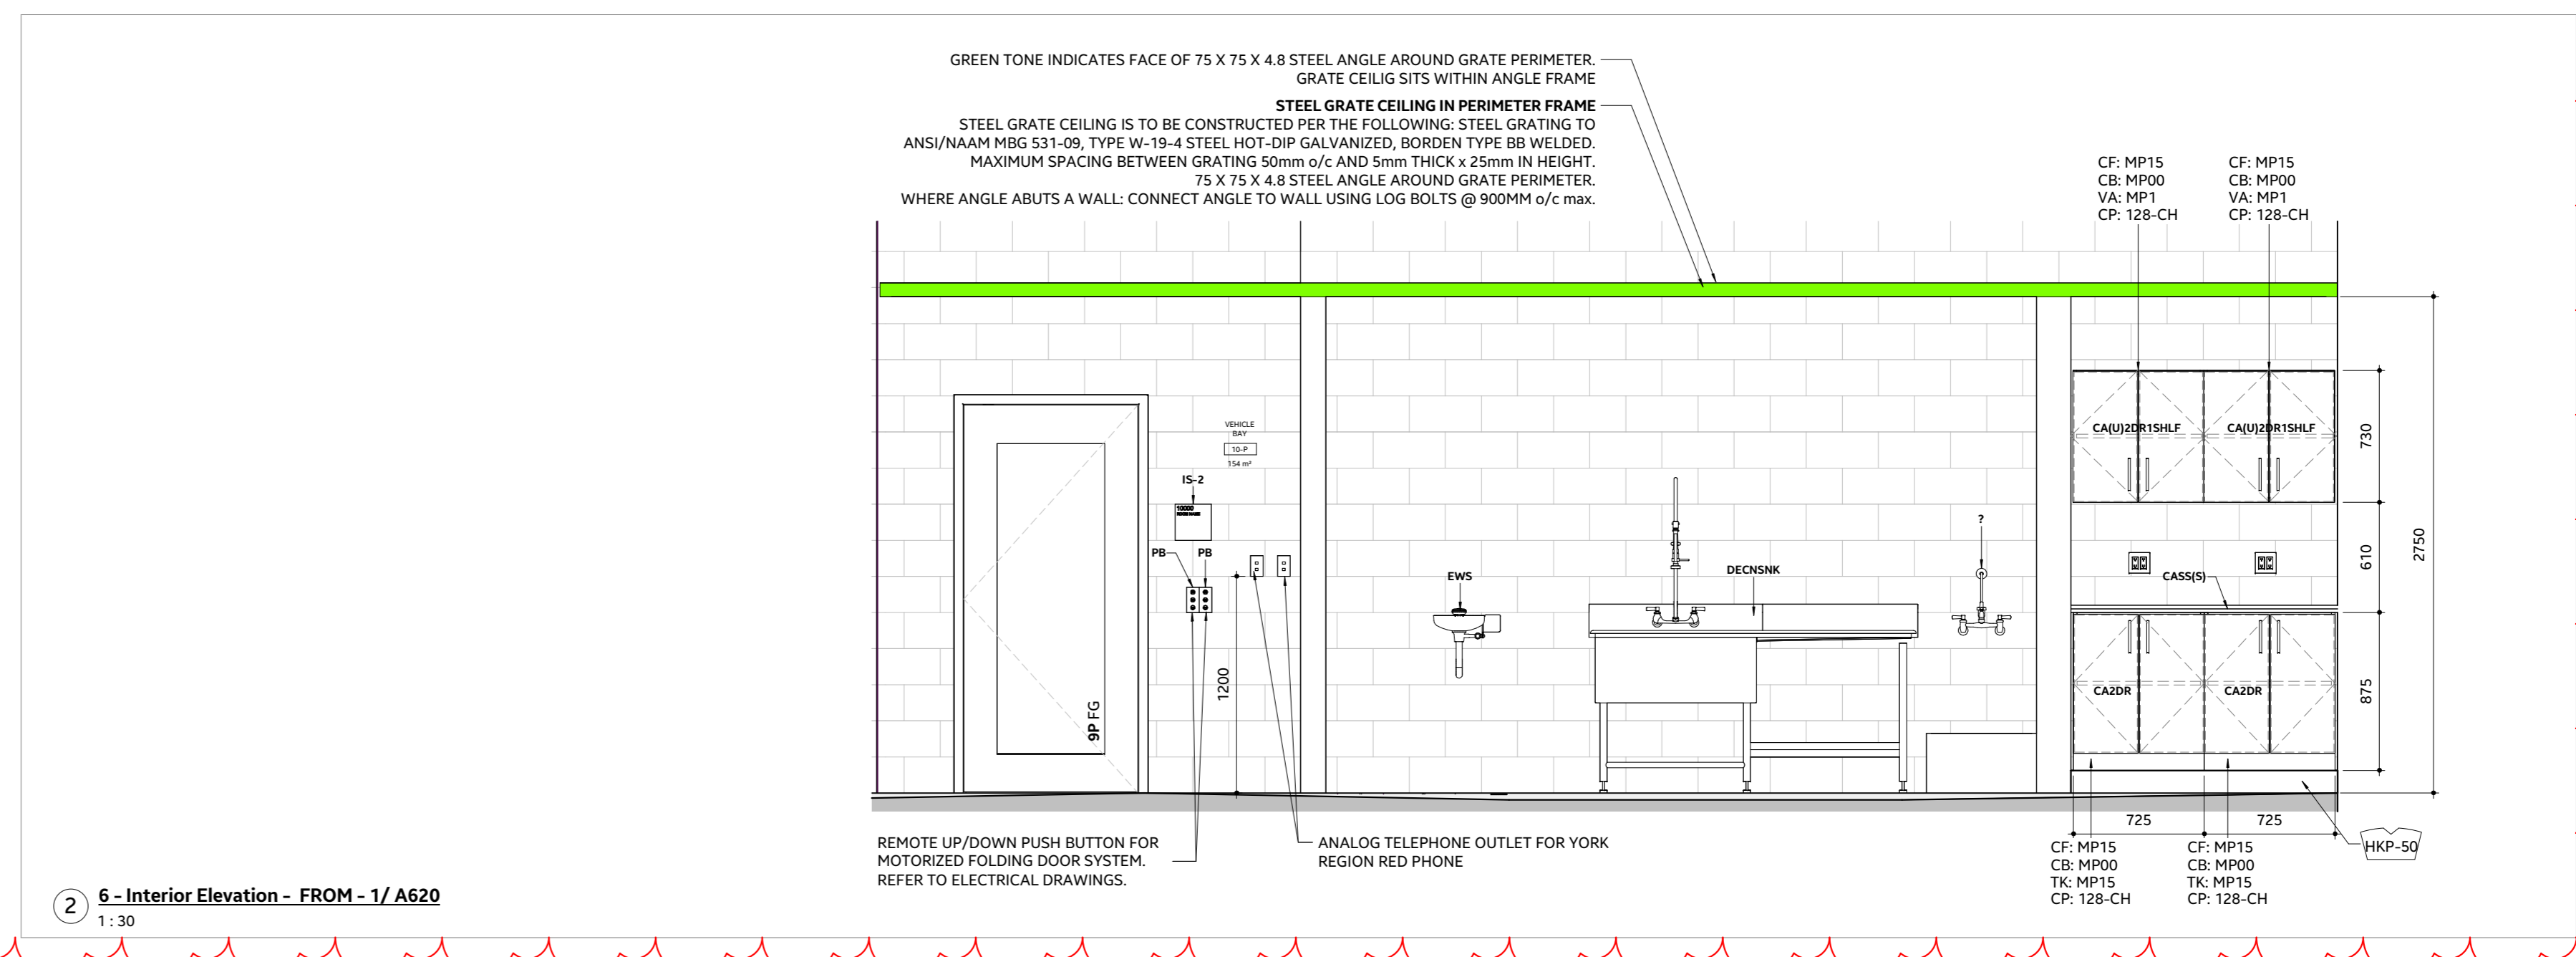 GREEN TONE INDICATES FACE OF 75 X 75 X 4.8 STEEL ANGLE AROUND GRATE PERIMETER.
GRATE CEILIG SITS WITHIN ANGLE FRAME
STEEL GRATE CEILING IN PERIMETER FRAME
STEEL GRATE CEILING IS TO BE CONSTRUCTED PER THE FOLLOWING: STEEL GRATING TO
ANSI/NAAM MBG 531-09, TYPE W-19-4 STEEL HOT-DIP GALVANIZED, BORDEN TYPE BB WELDED.
MAXIMUM SPACING BETWEEN GRATING 50mm o/c AND 5mm THICK x 25mm IN HEIGHT.
75 X 75 X 4.8 STEEL ANGLE AROUND GRATE PERIMETER.
WHERE ANGLE ABUTS A WALL: CONNECT ANGLE TO WALL USING LOG BOLTS @ 900MM o/c max.
CF: MP15
CB: MP00
VA: MP1
CP: 128-CH
CF: MP15
CB: MP00
VA: MP1
CP: 128-CH
VEHICLE
BAY
10-P
154 m²
IS-2
10000
ROOM NAME
PB
PB
1200
9P FG
EWS
DECNSNK
?
CA(U)2DR1SHLF
CA(U)2DR1SHLF
CASS(S)
CA2DR
CA2DR
730
610
875
2750
725
725
HKP-50
REMOTE UP/DOWN PUSH BUTTON FOR
MOTORIZED FOLDING DOOR SYSTEM.
REFER TO ELECTRICAL DRAWINGS.
ANALOG TELEPHONE OUTLET FOR YORK
REGION RED PHONE
CF: MP15
CB: MP00
TK: MP15
CP: 128-CH
CF: MP15
CB: MP00
TK: MP15
CP: 128-CH
2
6 - Interior Elevation - FROM - 1/ A620
1 : 30